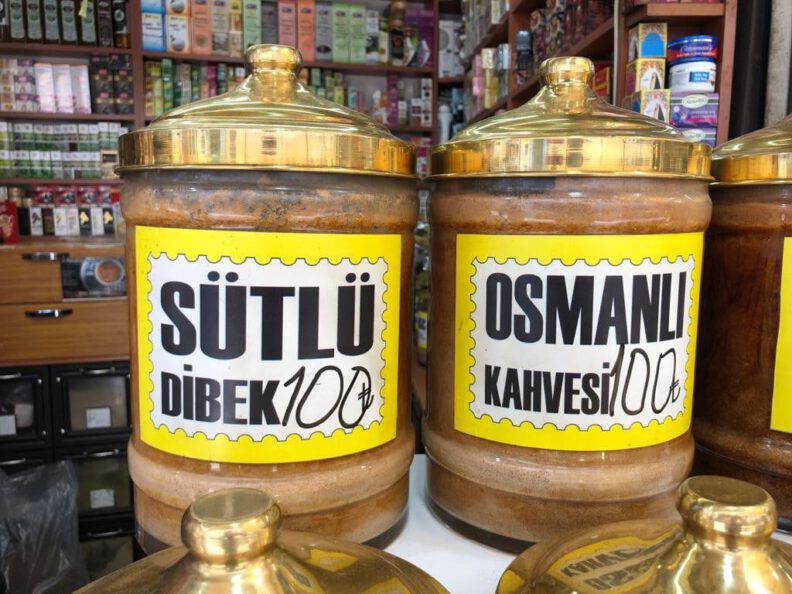 SÜTLÜ
DİBEK 100₺
OSMANLI
KAHVESİ 100₺